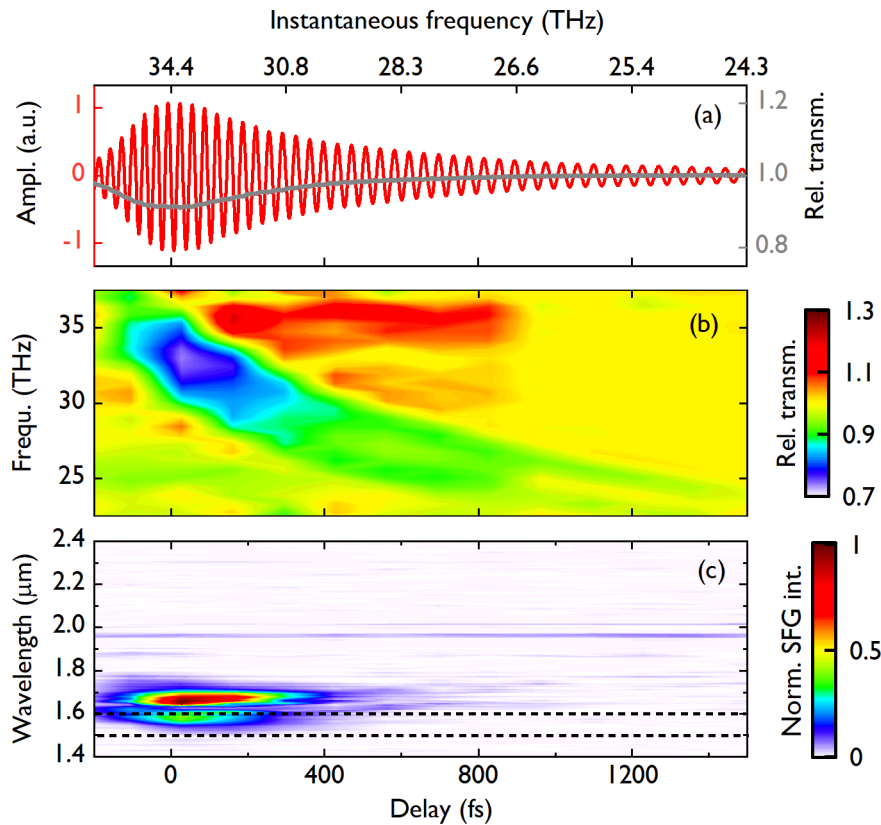 Instantaneous frequency (THz)
34.4 30.8 28.3 26.6 25.4 24.3
Ampl. (a.u.)
1
0
-1
(a)
1.2
1.0
0.8
Rel. transm.
Frequ. (THz)
35
30
25
(b)
Rel. transm.
1.3
1.1
0.9
0.7
Wavelength (μm)
2.4
2.2
2.0
1.8
1.6
1.4
(c)
Norm. SFG int.
1
0.5
0
0 400 800 1200
Delay (fs)